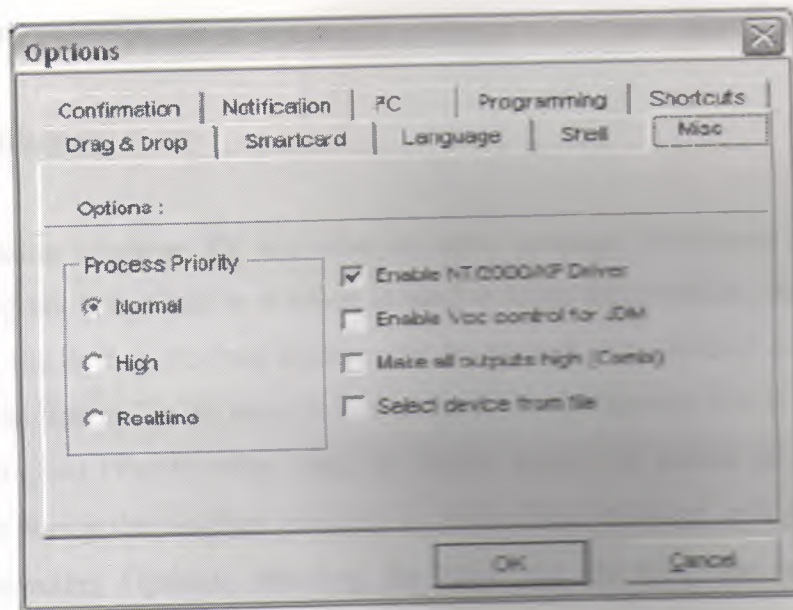 Options
Confirmation Notification I²C Programming Shortcuts
Drag & Drop Smartcard Language Shell Misc
Options :
Process Priority
Normal
High
Realtime
Enable NT/2000/XP Driver
Enable Vcc control for JDM
Make all outputs high (Combi)
Select device from file
OK
Cancel